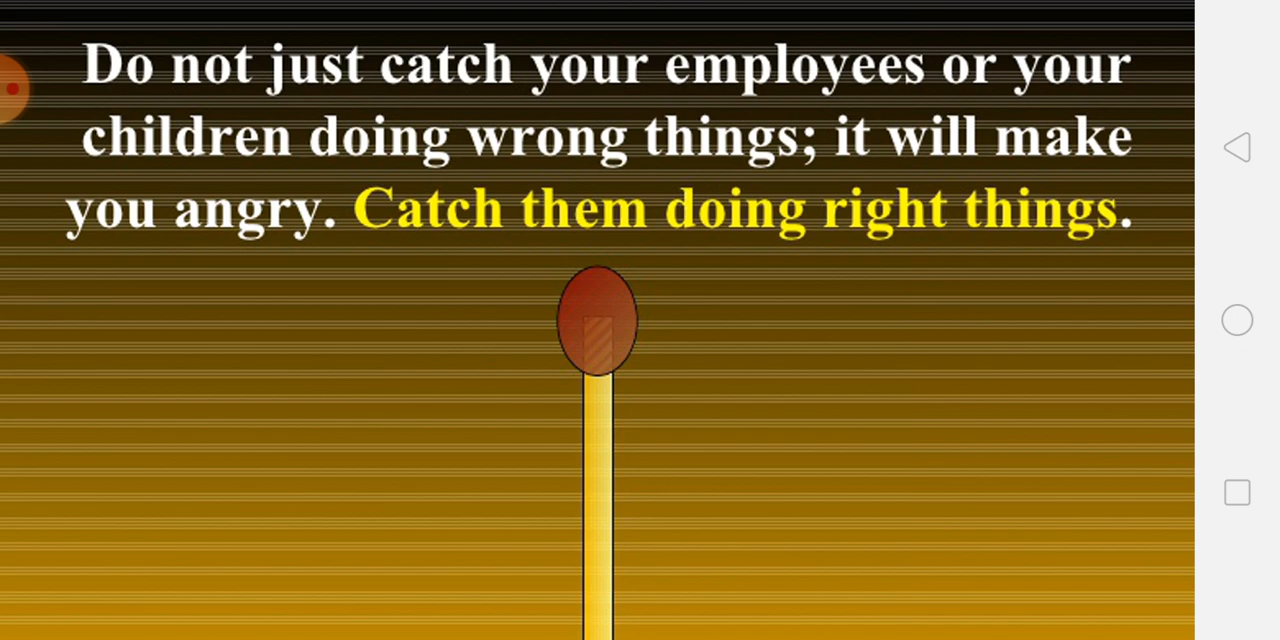 Do not just catch your employees or your
children doing wrong things; it will make
you angry. Catch them doing right things.